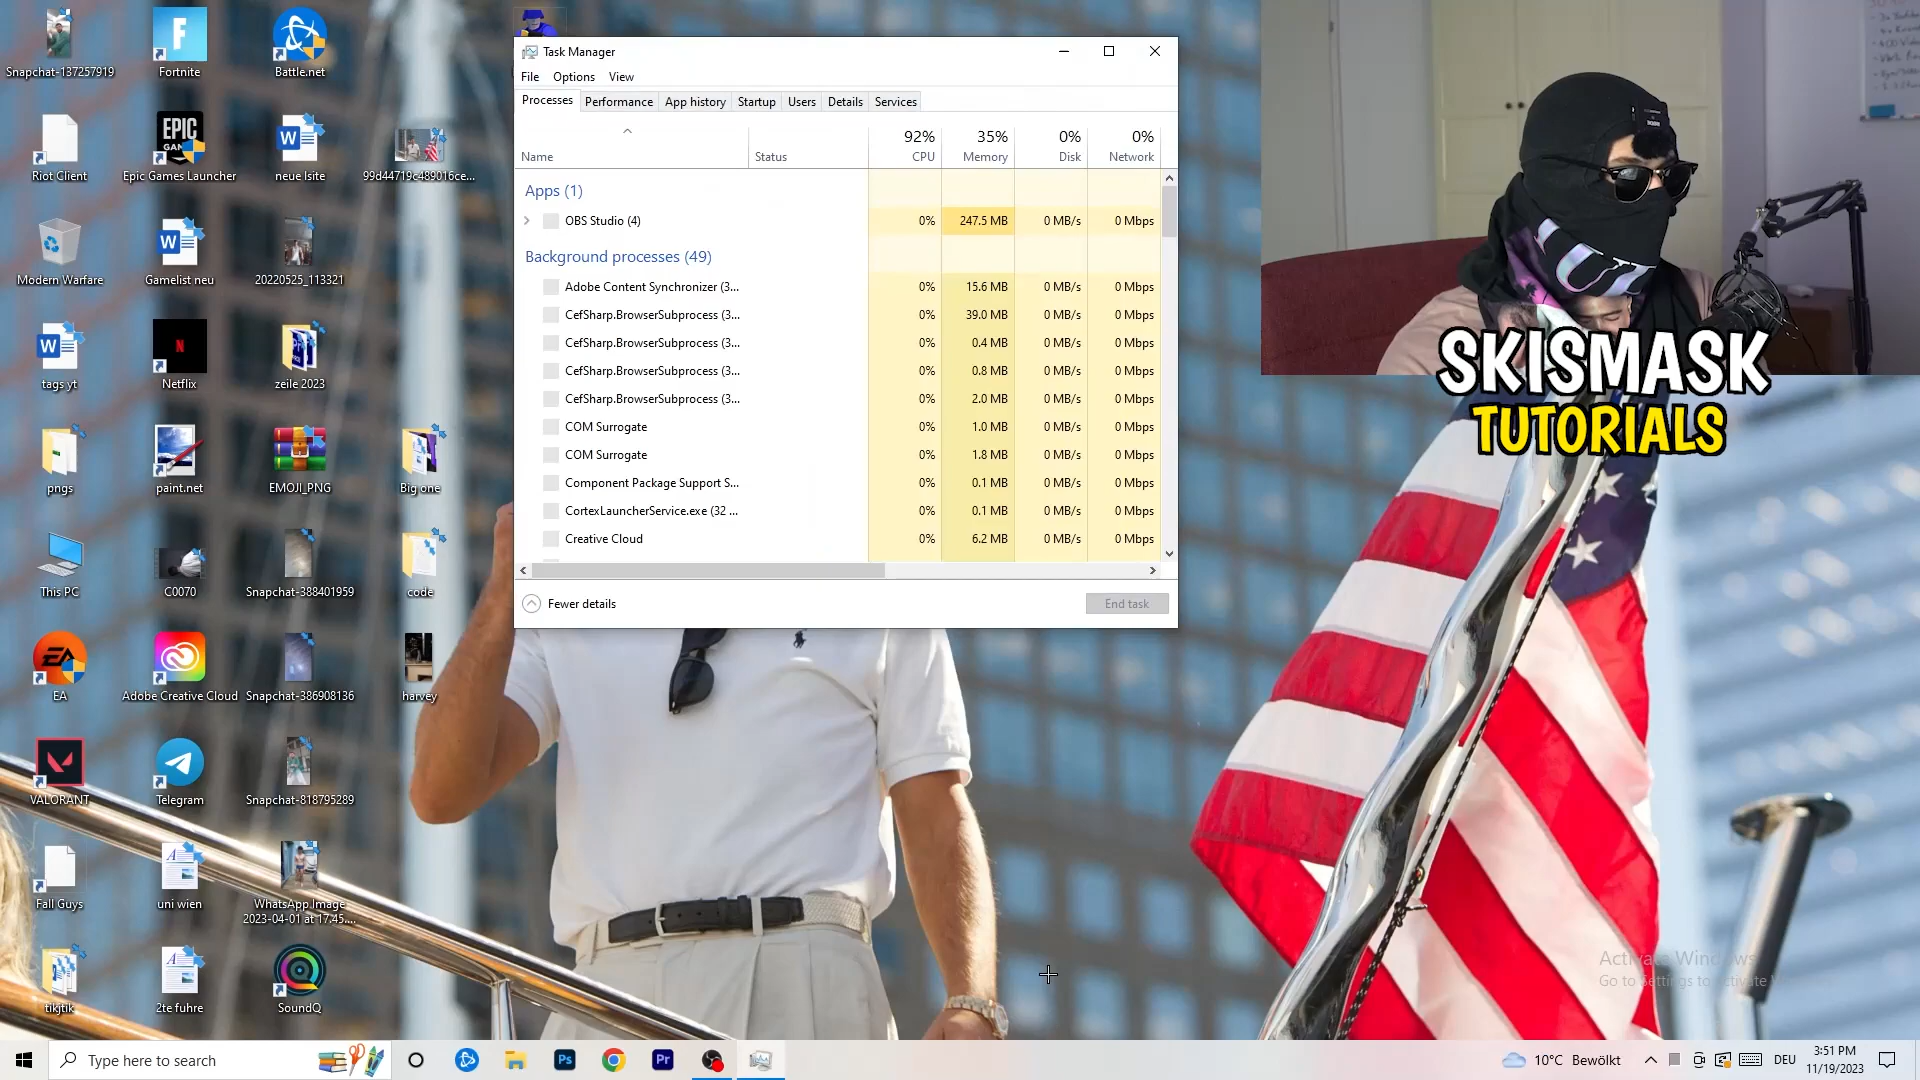 Snapchat-137257919
Fortnite
Battle.net
Riot Client
EPIC
GAMES
Epic Games Launcher
neue lsite
99d44719c489016ce...
Modern Warfare
Gamelist neu
20220525_113321
tags yt
N
Netflix
zeile 2023
pngs
paint.net
EMOJI_PNG
Big one
This PC
C0070
Snapchat-388401959
code
EA
Adobe Creative Cloud
Snapchat-386908136
harvey
VALORANT
Telegram
Snapchat-818795289
Fall Guys
uni wien
WhatsApp Image
2023-04-01 at 17.45....
tikjtik
2te fuhre
SoundQ
Task Manager
File Options View
Processes Performance App history Startup Users Details Services
92% 35% 0% 0%
Name Status CPU Memory Disk Network
Apps (1)
OBS Studio (4) 0% 247.5 MB 0 MB/s 0 Mbps
Background processes (49)
Adobe Content Synchronizer (3... 0% 15.6 MB 0 MB/s 0 Mbps
CefSharp.BrowserSubprocess (3... 0% 39.0 MB 0 MB/s 0 Mbps
CefSharp.BrowserSubprocess (3... 0% 0.4 MB 0 MB/s 0 Mbps
CefSharp.BrowserSubprocess (3... 0% 0.8 MB 0 MB/s 0 Mbps
CefSharp.BrowserSubprocess (3... 0% 2.0 MB 0 MB/s 0 Mbps
COM Surrogate 0% 1.0 MB 0 MB/s 0 Mbps
COM Surrogate 0% 1.8 MB 0 MB/s 0 Mbps
Component Package Support S... 0% 0.1 MB 0 MB/s 0 Mbps
CortexLauncherService.exe (32 ... 0% 0.1 MB 0 MB/s 0 Mbps
Creative Cloud 0% 6.2 MB 0 MB/s 0 Mbps
Fewer details End task
SKISMASK
TUTORIALS
Activate Windows
Go to Settings to activate
Type here to search
Ps
Pr
10°C Bewölkt
DEU
3:51 PM
11/19/2023